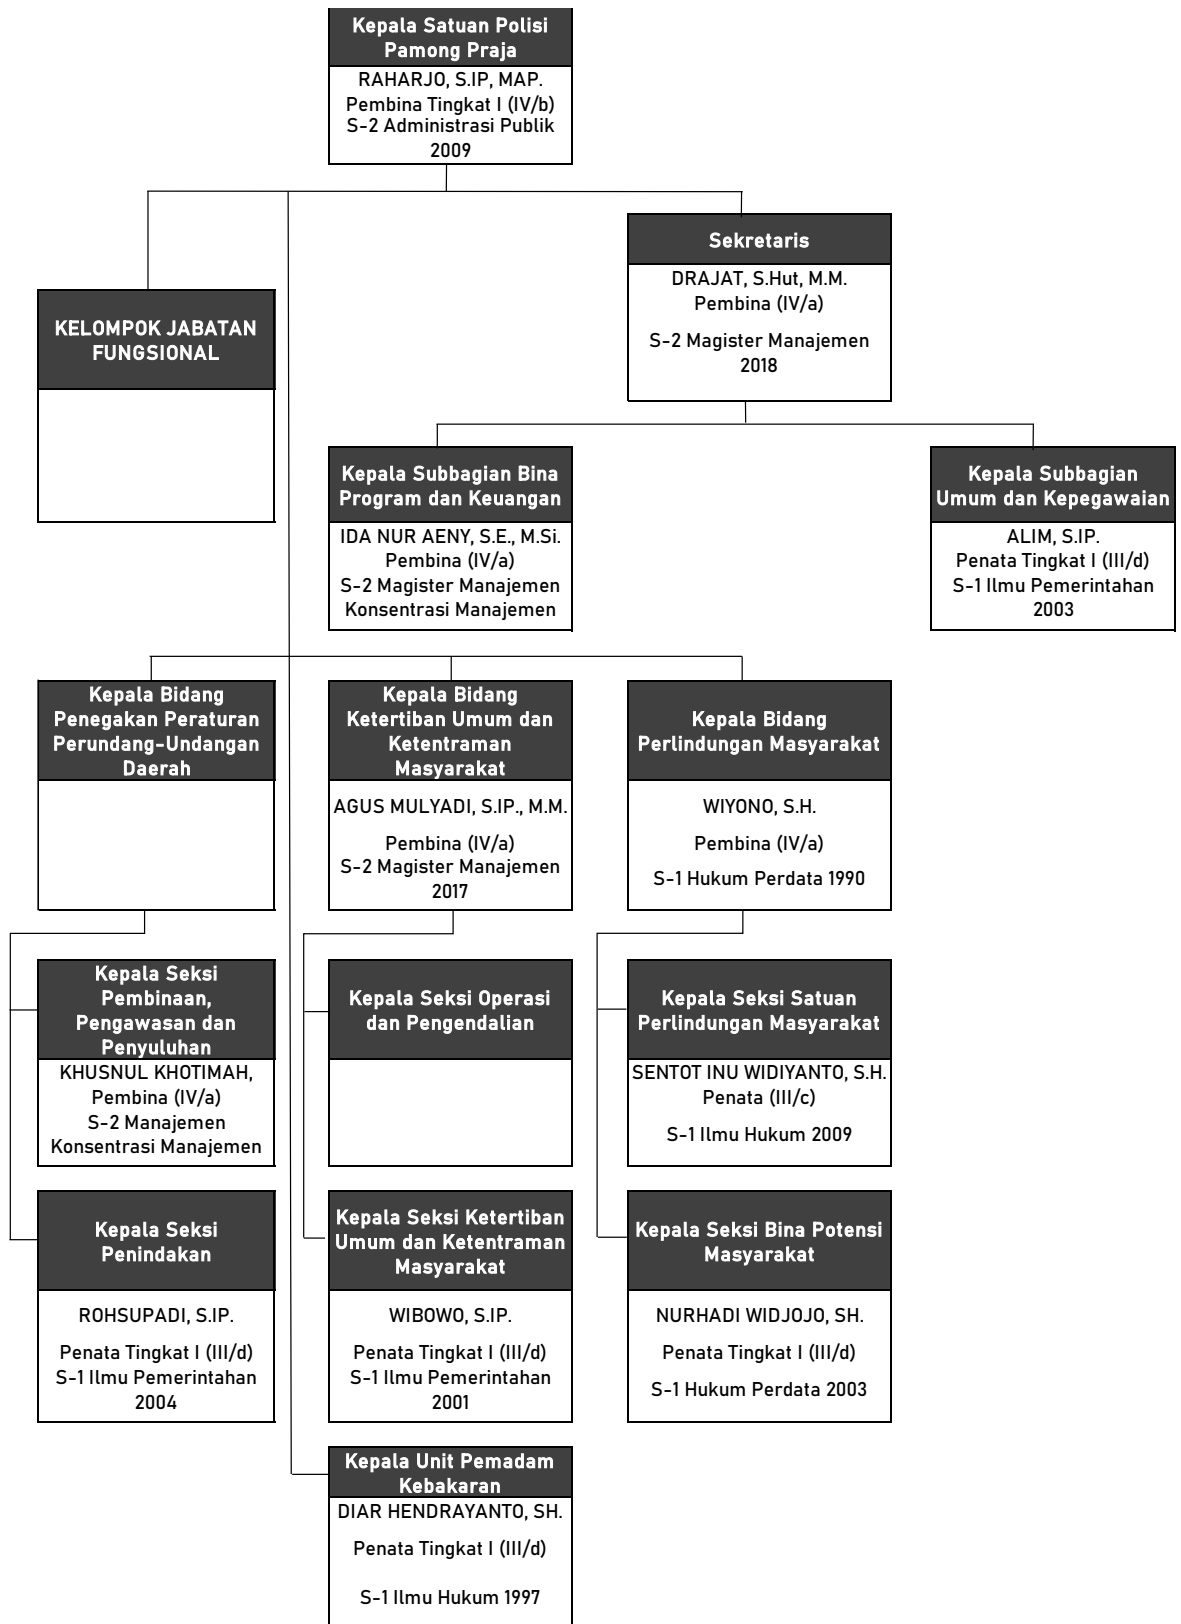 Kepala Satuan Polisi
Pamong Praja
RAHARJO, S.IP, MAP.
Pembina Tingkat I (IV/b)
S-2 Administrasi Publik
2009
Sekretaris
DRAJAT, S.Hut, M.M.
Pembina (IV/a)
S-2 Magister Manajemen
2018
KELOMPOK JABATAN
FUNGSIONAL
Kepala Subbagian Bina
Program dan Keuangan
IDA NUR AENY, S.E., M.Si.
Pembina (IV/a)
S-2 Magister Manajemen
Konsentrasi Manajemen
Kepala Subbagian
Umum dan Kepegawaian
ALIM, S.IP.
Penata Tingkat I (III/d)
S-1 Ilmu Pemerintahan
2003
Kepala Bidang
Penegakan Peraturan
Perundang-Undangan
Daerah
Kepala Bidang
Ketertiban Umum dan
Ketentraman
Masyarakat
AGUS MULYADI, S.IP., M.M.
Pembina (IV/a)
S-2 Magister Manajemen
2017
Kepala Bidang
Perlindungan Masyarakat
WIYONO, S.H.
Pembina (IV/a)
S-1 Hukum Perdata 1990
Kepala Seksi
Pembinaan,
Pengawasan dan
Penyuluhan
KHUSNUL KHOTIMAH,
Pembina (IV/a)
S-2 Manajemen
Konsentrasi Manajemen
Kepala Seksi Operasi
dan Pengendalian
Kepala Seksi Satuan
Perlindungan Masyarakat
SENTOT INU WIDIYANTO, S.H.
Penata (III/c)
S-1 Ilmu Hukum 2009
Kepala Seksi
Penindakan
ROHSUPADI, S.IP.
Penata Tingkat I (III/d)
S-1 Ilmu Pemerintahan
2004
Kepala Seksi Ketertiban
Umum dan Ketentraman
Masyarakat
WIBOWO, S.IP.
Penata Tingkat I (III/d)
S-1 Ilmu Pemerintahan
2001
Kepala Seksi Bina Potensi
Masyarakat
NURHADI WIDJOJO, SH.
Penata Tingkat I (III/d)
S-1 Hukum Perdata 2003
Kepala Unit Pemadam
Kebakaran
DIAR HENDRAYANTO, SH.
Penata Tingkat I (III/d)
S-1 Ilmu Hukum 1997